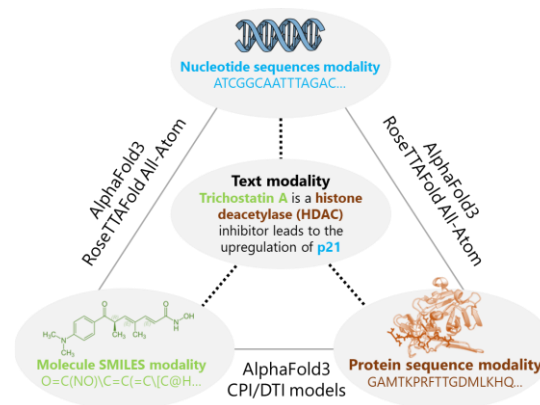 Nucleotide sequences modality
ATCGGCAATTTAGAC...
AlphaFold3
RoseTTAFold All-Atom
AlphaFold3
RoseTTAFold All-Atom
Text modality
Trichostatin A is a histone
deacetylase (HDAC)
inhibitor leads to the
upregulation of p21
O
O
N
H
OH
N
Molecule SMILES modality
O=C(NO)\C=C(=C\[C@H...
AlphaFold3
CPI/DTI models
Protein sequence modality
GAMTKPRFTTGDMLKHQ...